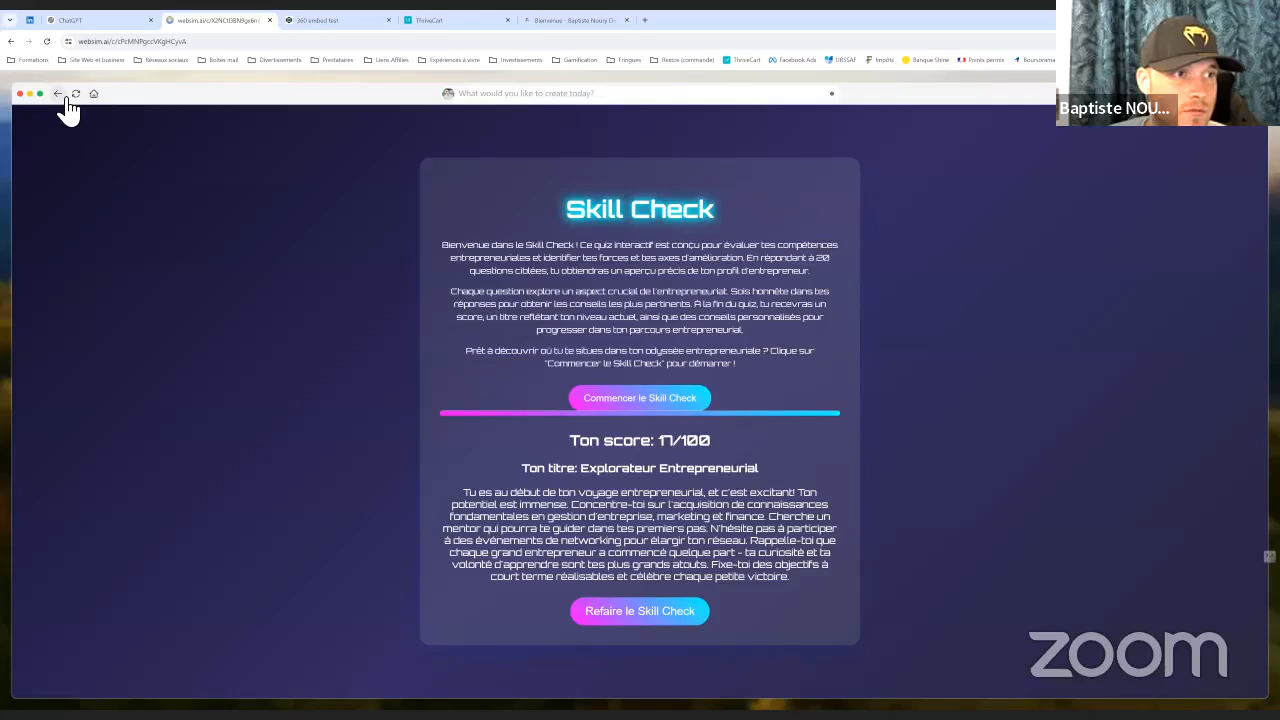 ChatGPT
websim.ai/c/X2NCtl3BN9gx6n
360 embed test
ThriveCart
Bienvenue - Baptiste Noury Do
websim.ai/c/cPcMNPgccVKgHCyvA
Formations
Site Web et business
Réseaux sociaux
Boites mail
Divertissements
Prestataires
Liens Affiliés
Expériences à vivre
Investissements
Gamification
Fringues
Restos (commande)
ThriveCart
Facebook Ads
URSSAF
Impôts
Banque Shine
Points permis
Boursorama
Baptiste NOU...
What would you like to create today?
Skill Check
Bienvenue dans le Skill Check ! Ce quiz interactif est conçu pour évaluer tes compétences
entrepreneuriales et identifier tes forces et tes axes d'amélioration. En répondant à 20
questions ciblées, tu obtiendras un aperçu précis de ton profil d'entrepreneur.
Chaque question explore un aspect crucial de l'entrepreneuriat. Sois honnête dans tes
réponses pour obtenir les conseils les plus pertinents. À la fin du quiz, tu recevras un
score, un titre reflétant ton niveau actuel, ainsi que des conseils personnalisés pour
progresser dans ton parcours entrepreneurial.
Prêt à découvrir où tu te situes dans ton odyssée entrepreneuriale ? Clique sur
"Commencer le Skill Check" pour démarrer !
Commencer le Skill Check
Ton score: 17/100
Ton titre: Explorateur Entrepreneurial
Tu es au début de ton voyage entrepreneurial, et c'est excitant! Ton
potentiel est immense. Concentre-toi sur l'acquisition de connaissances
fondamentales en gestion d'entreprise, marketing et finance. Cherche un
mentor qui pourra te guider dans tes premiers pas. N'hésite pas à participer
à des événements de networking pour élargir ton réseau. Rappelle-toi que
chaque grand entrepreneur a commencé quelque part - ta curiosité et ta
volonté d'apprendre sont tes plus grands atouts. Fixe-toi des objectifs à
court terme réalisables et célèbre chaque petite victoire.
Refaire le Skill Check
zoom